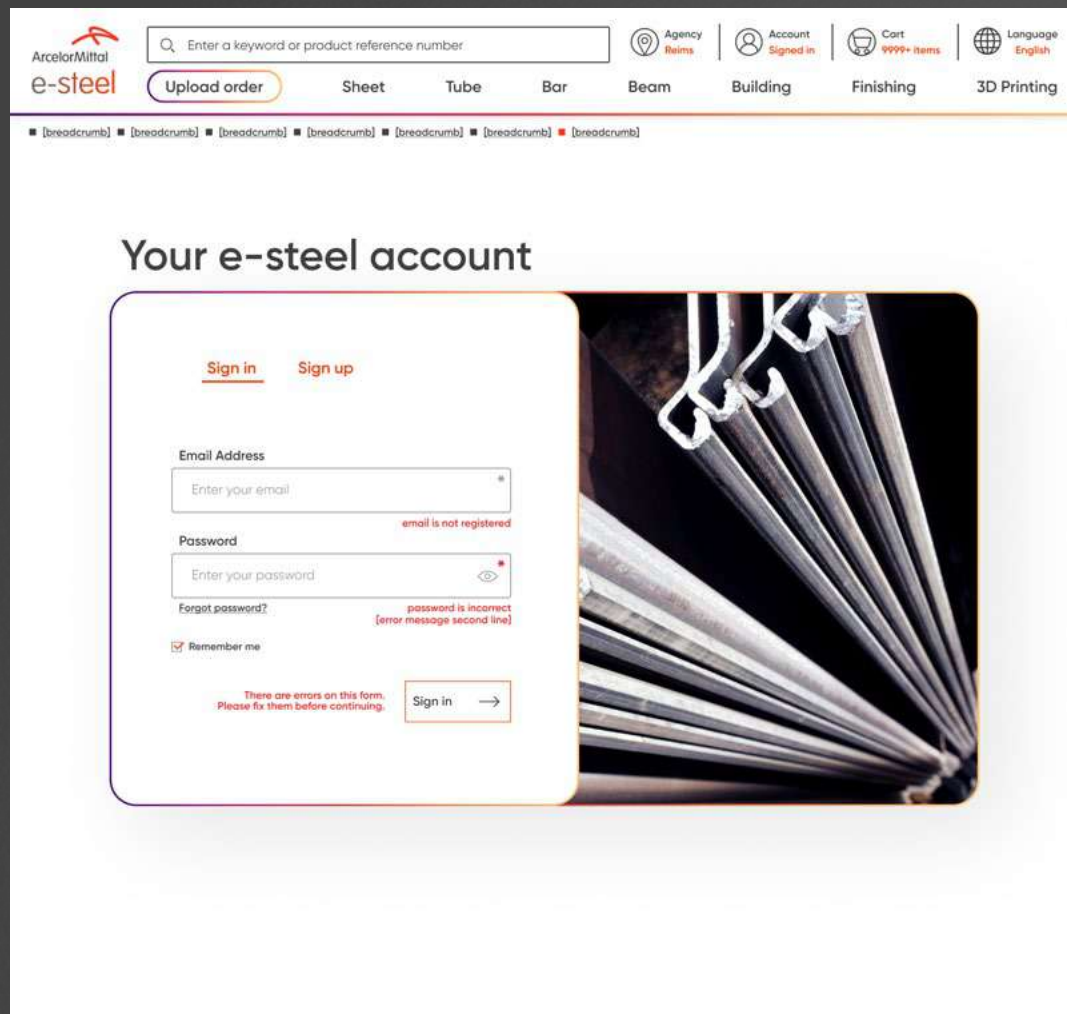 ArcelorMittal
e-steel
Enter a keyword or product reference number
Agency
Reims
Account
Signed in
Cart
9999+ items
Language
English
Upload order Sheet Tube Bar Beam Building Finishing 3D Printing
[breadcrumb] [breadcrumb] [breadcrumb] [breadcrumb] [breadcrumb] [breadcrumb] [breadcrumb]
Your e-steel account
Sign in Sign up
Email Address
Enter your email *
email is not registered
Password
Enter your password *
Forgot password?
password is incorrect
[error message second line]
Remember me
There are errors on this form.
Please fix them before continuing.
Sign in →